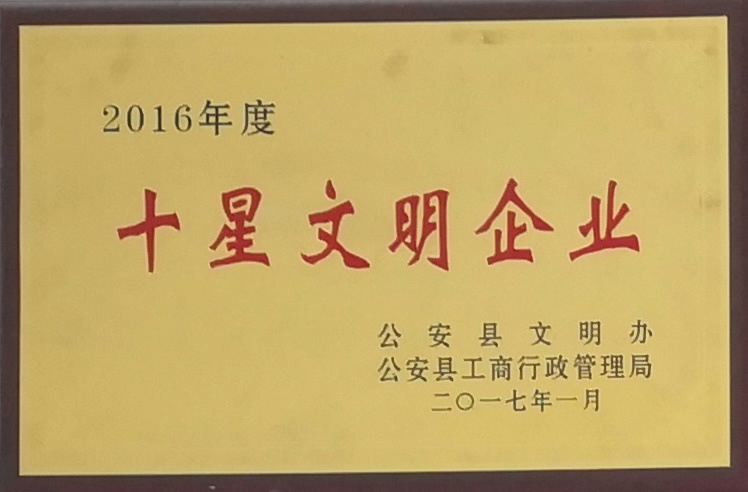 2016年度
十星文明企业
公安县文明办
公安县工商行政管理局
二〇一七年一月